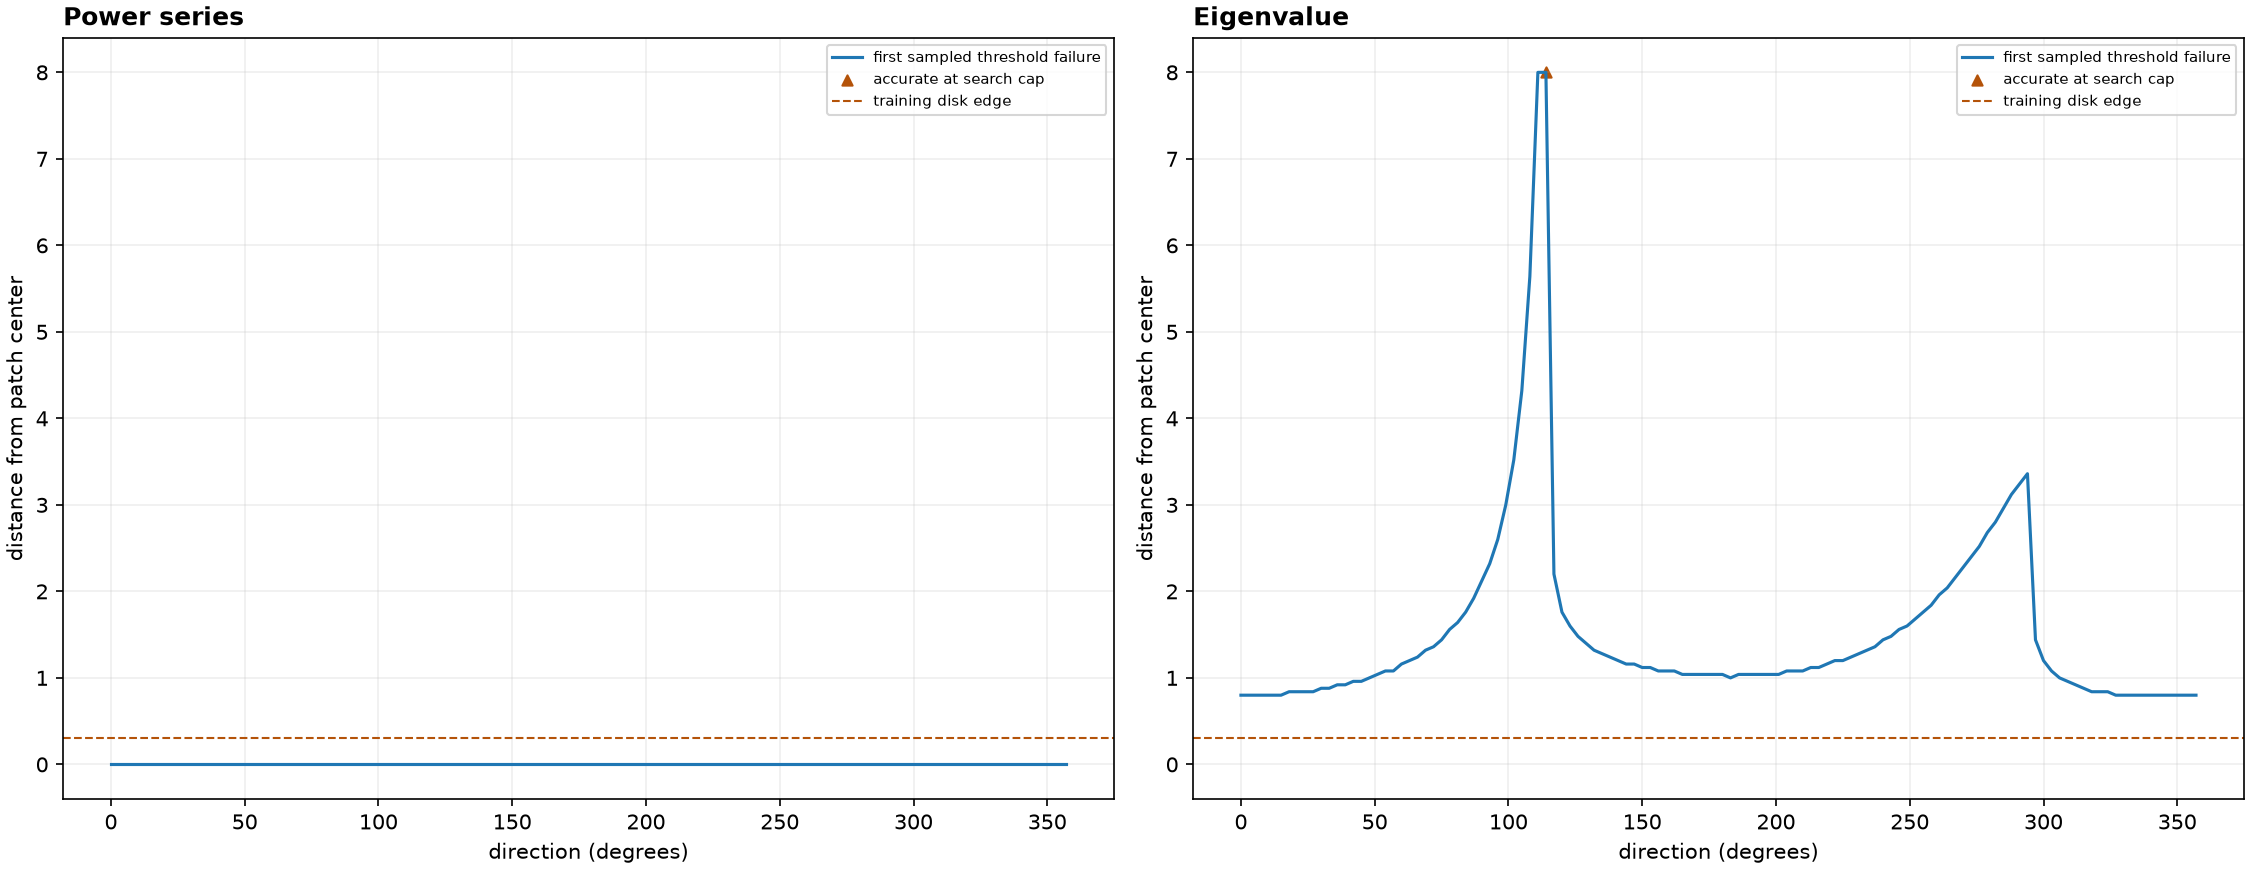 Power series
first sampled threshold failure
accurate at search cap
training disk edge
distance from patch center
8
7
6
5
4
3
2
1
0
0 50 100 150 200 250 300 350
direction (degrees)
Eigenvalue
first sampled threshold failure
accurate at search cap
training disk edge
distance from patch center
8
7
6
5
4
3
2
1
0
0 50 100 150 200 250 300 350
direction (degrees)